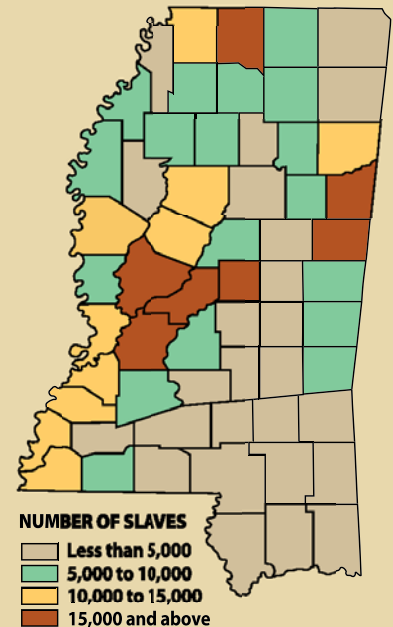 NUMBER OF SLAVES
Less than 5,000
5,000 to 10,000
10,000 to 15,000
15,000 and above